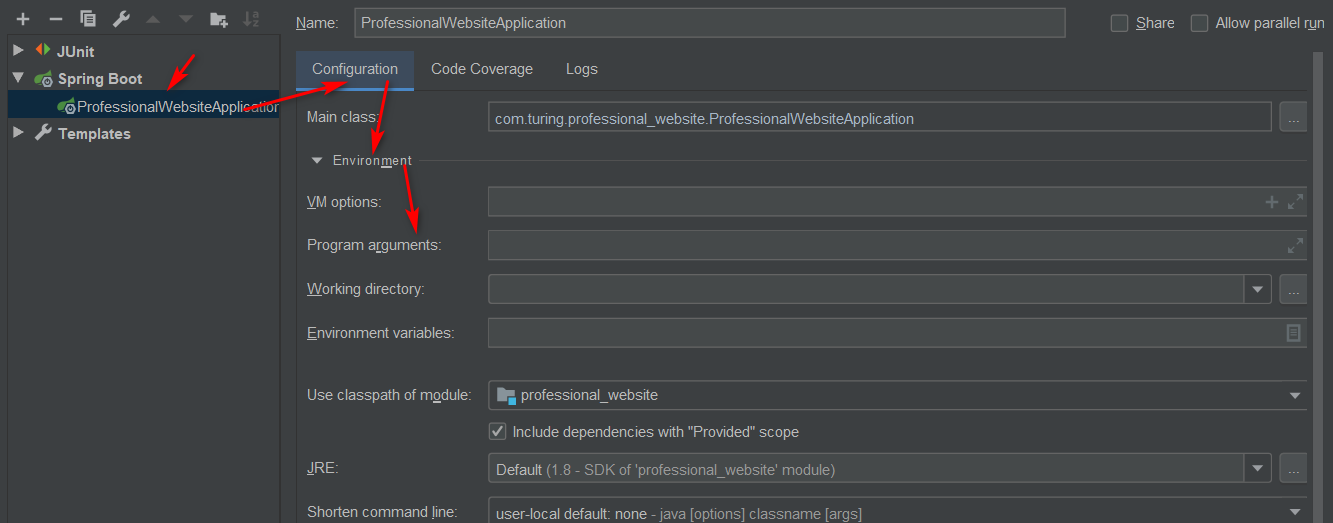 Name: ProfessionalWebsiteApplication Share Allow parallel run
JUnit
Spring Boot
ProfessionalWebsiteApplication
Templates
Configuration Code Coverage Logs
Main class: com.turing.professional_website.ProfessionalWebsiteApplication ...
Environment
VM options:
Program arguments:
Working directory: ...
Environment variables:
Use classpath of module: professional_website
Include dependencies with "Provided" scope
JRE: Default (1.8 - SDK of 'professional_website' module) ...
Shorten command line: user-local default: none - java [options] classname [args]